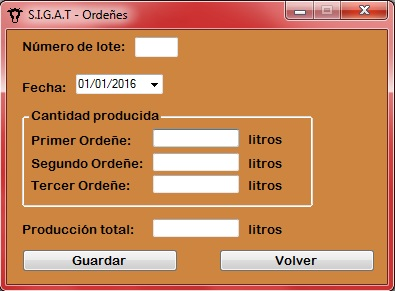 S.I.G.A.T - Ordeñes
Número de lote:
Fecha: 01/01/2016
Cantidad producida
Primer Ordeñe: litros
Segundo Ordeñe: litros
Tercer Ordeñe: litros
Producción total: litros
Guardar Volver